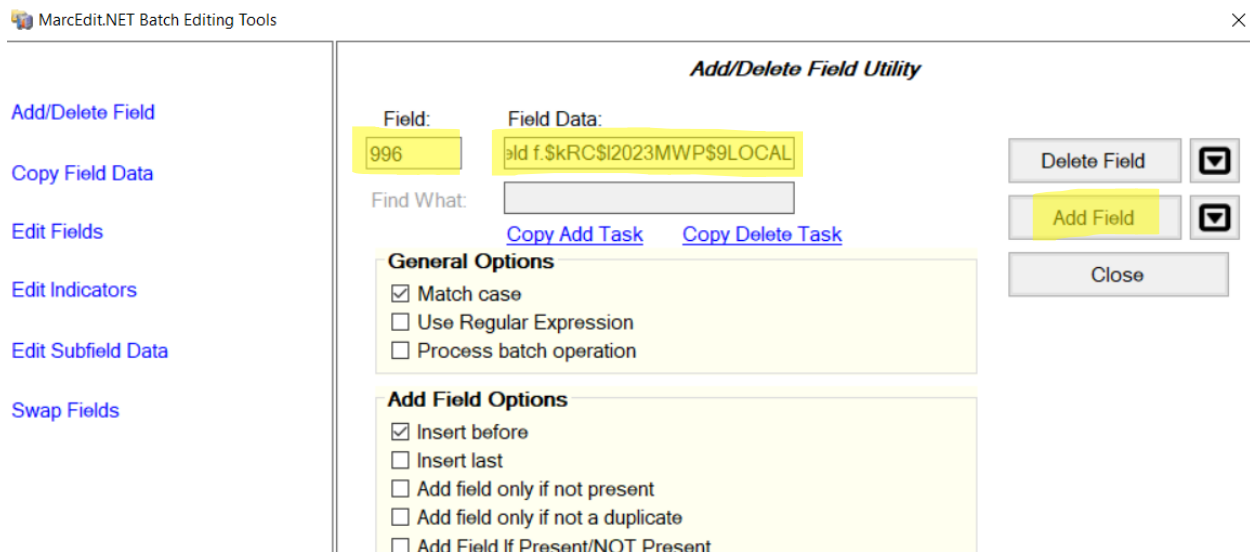 MarcEdit.NET Batch Editing Tools
Add/Delete Field Utility
Add/Delete Field
Copy Field Data
Edit Fields
Edit Indicators
Edit Subfield Data
Swap Fields
Field:
Field Data:
996
eld f.$kRC$l2023MWP$9LOCAL
Find What:
Copy Add Task
Copy Delete Task
Delete Field
Add Field
Close
General Options
Match case
Use Regular Expression
Process batch operation
Add Field Options
Insert before
Insert last
Add field only if not present
Add field only if not a duplicate
Add Field If Present/NOT Present